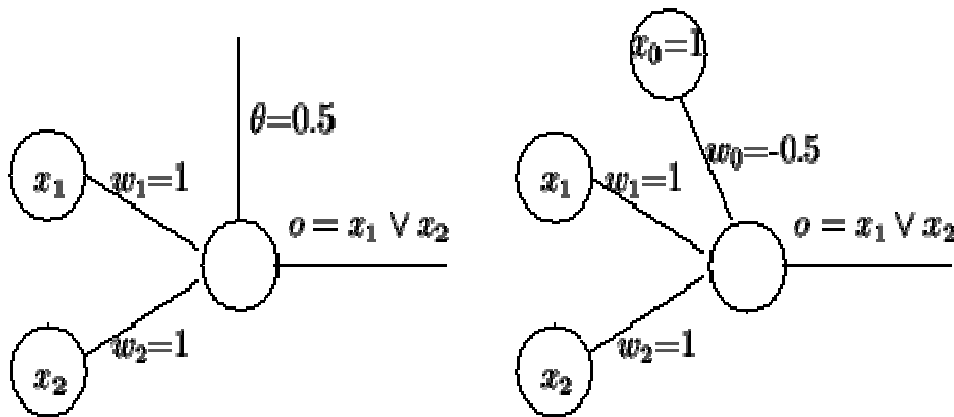 θ=0.5
x₁
w₁=1
o = x₁ ∨ x₂
w₂=1
x₂
x₀=1
w₀=-0.5
x₁
w₁=1
o = x₁ ∨ x₂
w₂=1
x₂